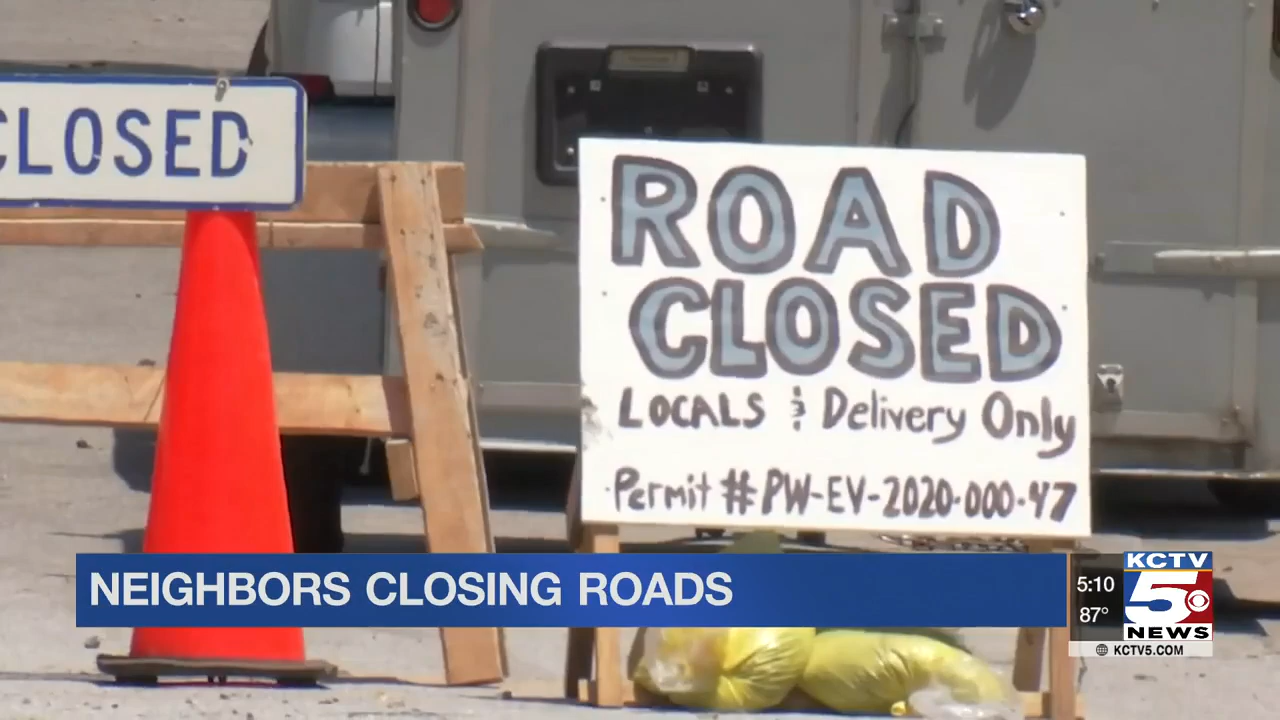 CLOSED
ROAD
CLOSED
LOCALS & Delivery Only
Permit # PW-EV-2020-000-47
NEIGHBORS CLOSING ROADS
5:10
87°
KCTV
5
NEWS
KCTV5.COM